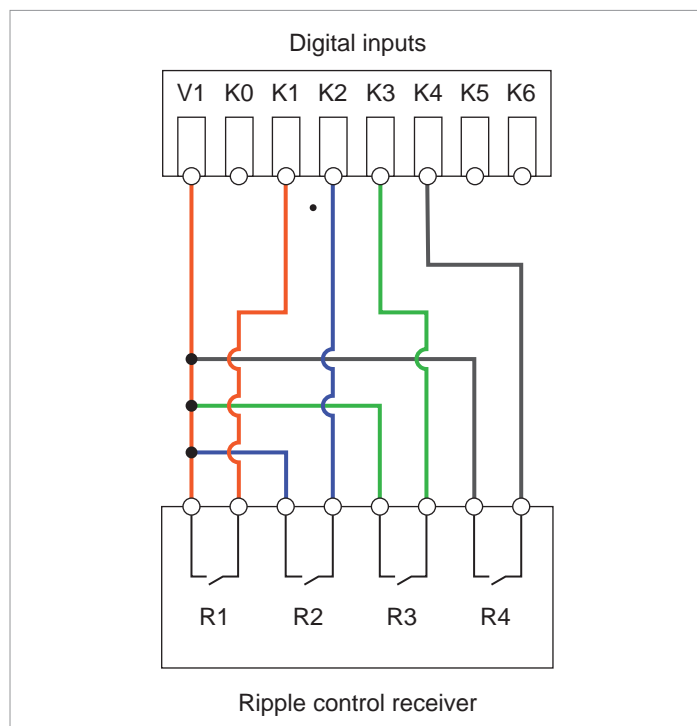 Digital inputs
V1 K0 K1 K2 K3 K4 K5 K6
R1 R2 R3 R4
Ripple control receiver